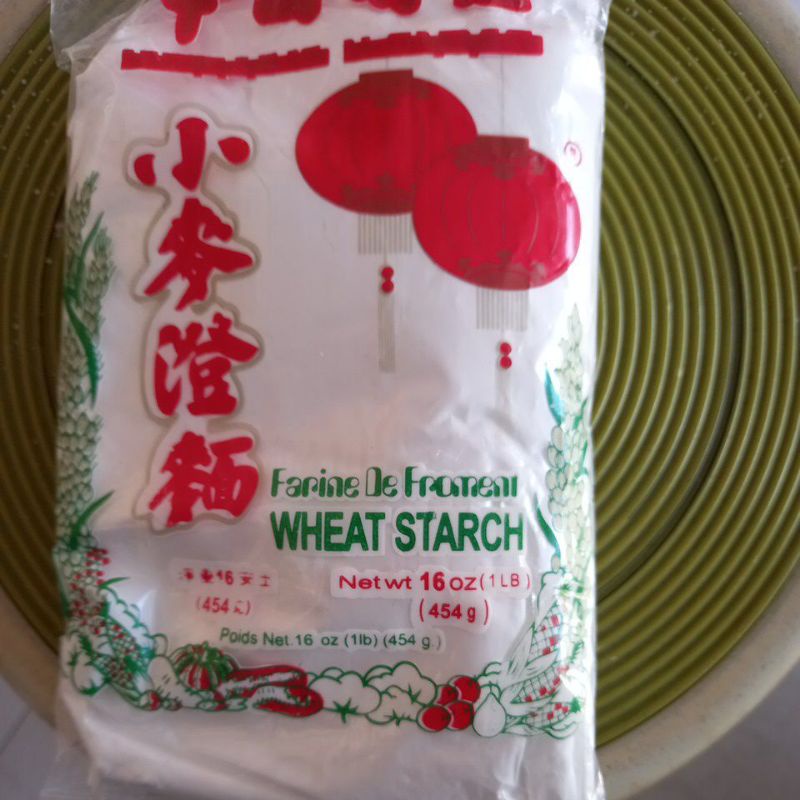 小麥澄麵
Farine De Froment
WHEAT STARCH
淨重16安士
(454克)
Net wt 16 oz (1 LB)
(454 g)
Poids Net.16 oz (1lb) (454 g.)